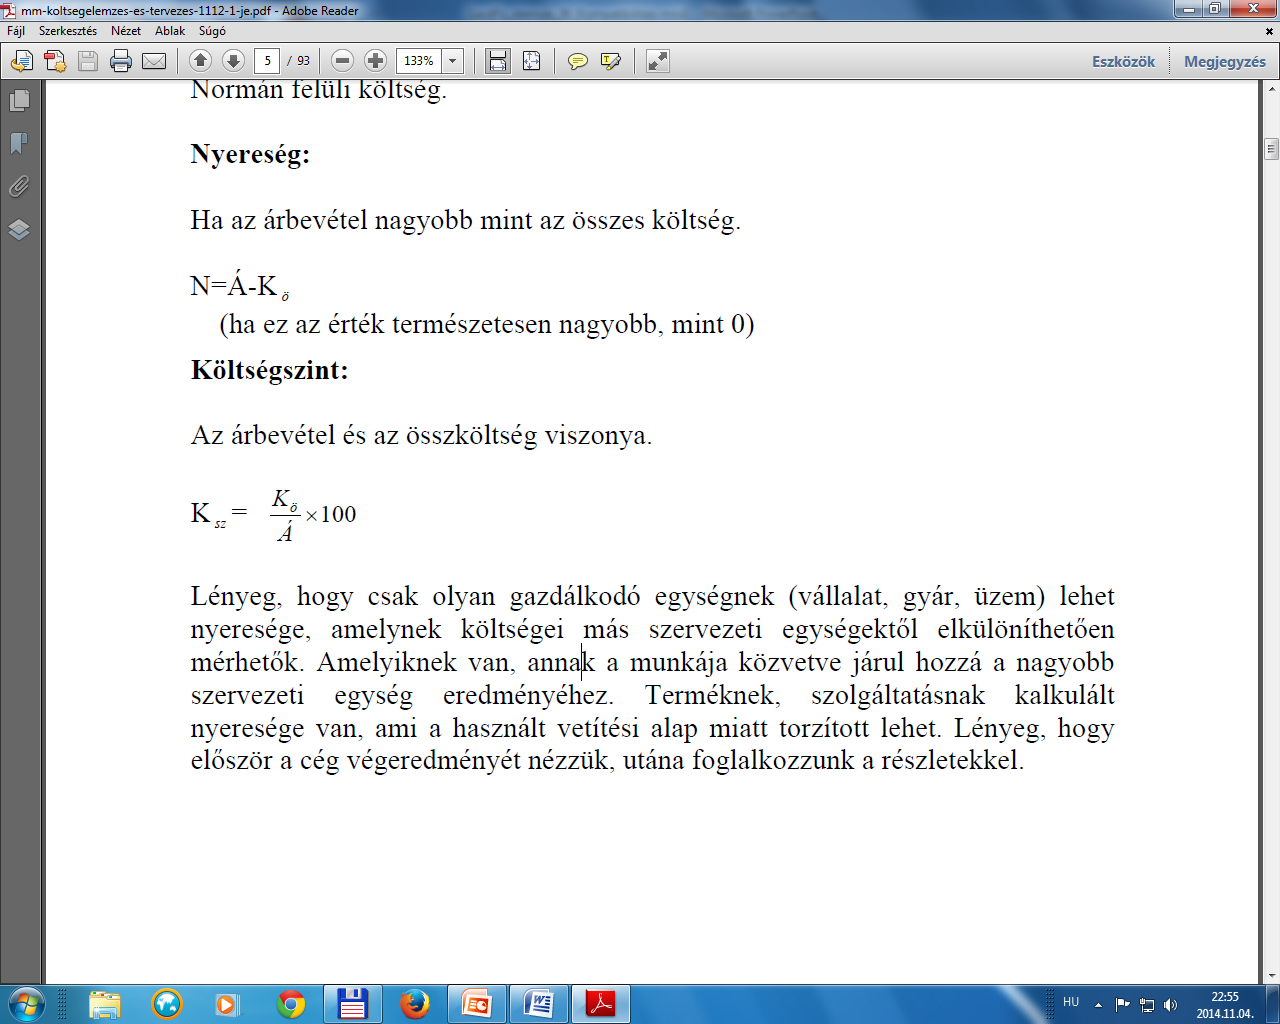 mm-koltsegelemzes-es-tervezes-1112-1-je.pdf - Adobe Reader
Fájl Szerkesztés Nézet Ablak Súgó
5 / 93 133% Eszközök Megjegyzés
Normán felüli költség.
Nyereség:
Ha az árbevétel nagyobb mint az összes költség.
N=Á-K ö
(ha ez az érték természetesen nagyobb, mint 0)
Költségszint:
Az árbevétel és az összköltség viszonya.
K sz = Kö / Á ×100
Lényeg, hogy csak olyan gazdálkodó egységnek (vállalat, gyár, üzem) lehet
nyeresége, amelynek költségei más szervezeti egységektől elkülöníthetően
mérhetők. Amelyiknek van, annak a munkája közvetve járul hozzá a nagyobb
szervezeti egység eredményéhez. Terméknek, szolgáltatásnak kalkulált
nyeresége van, ami a használt vetítési alap miatt torzított lehet. Lényeg, hogy
először a cég végeredményét nézzük, utána foglalkozzunk a részletekkel.
HU 22:55
2014.11.04.